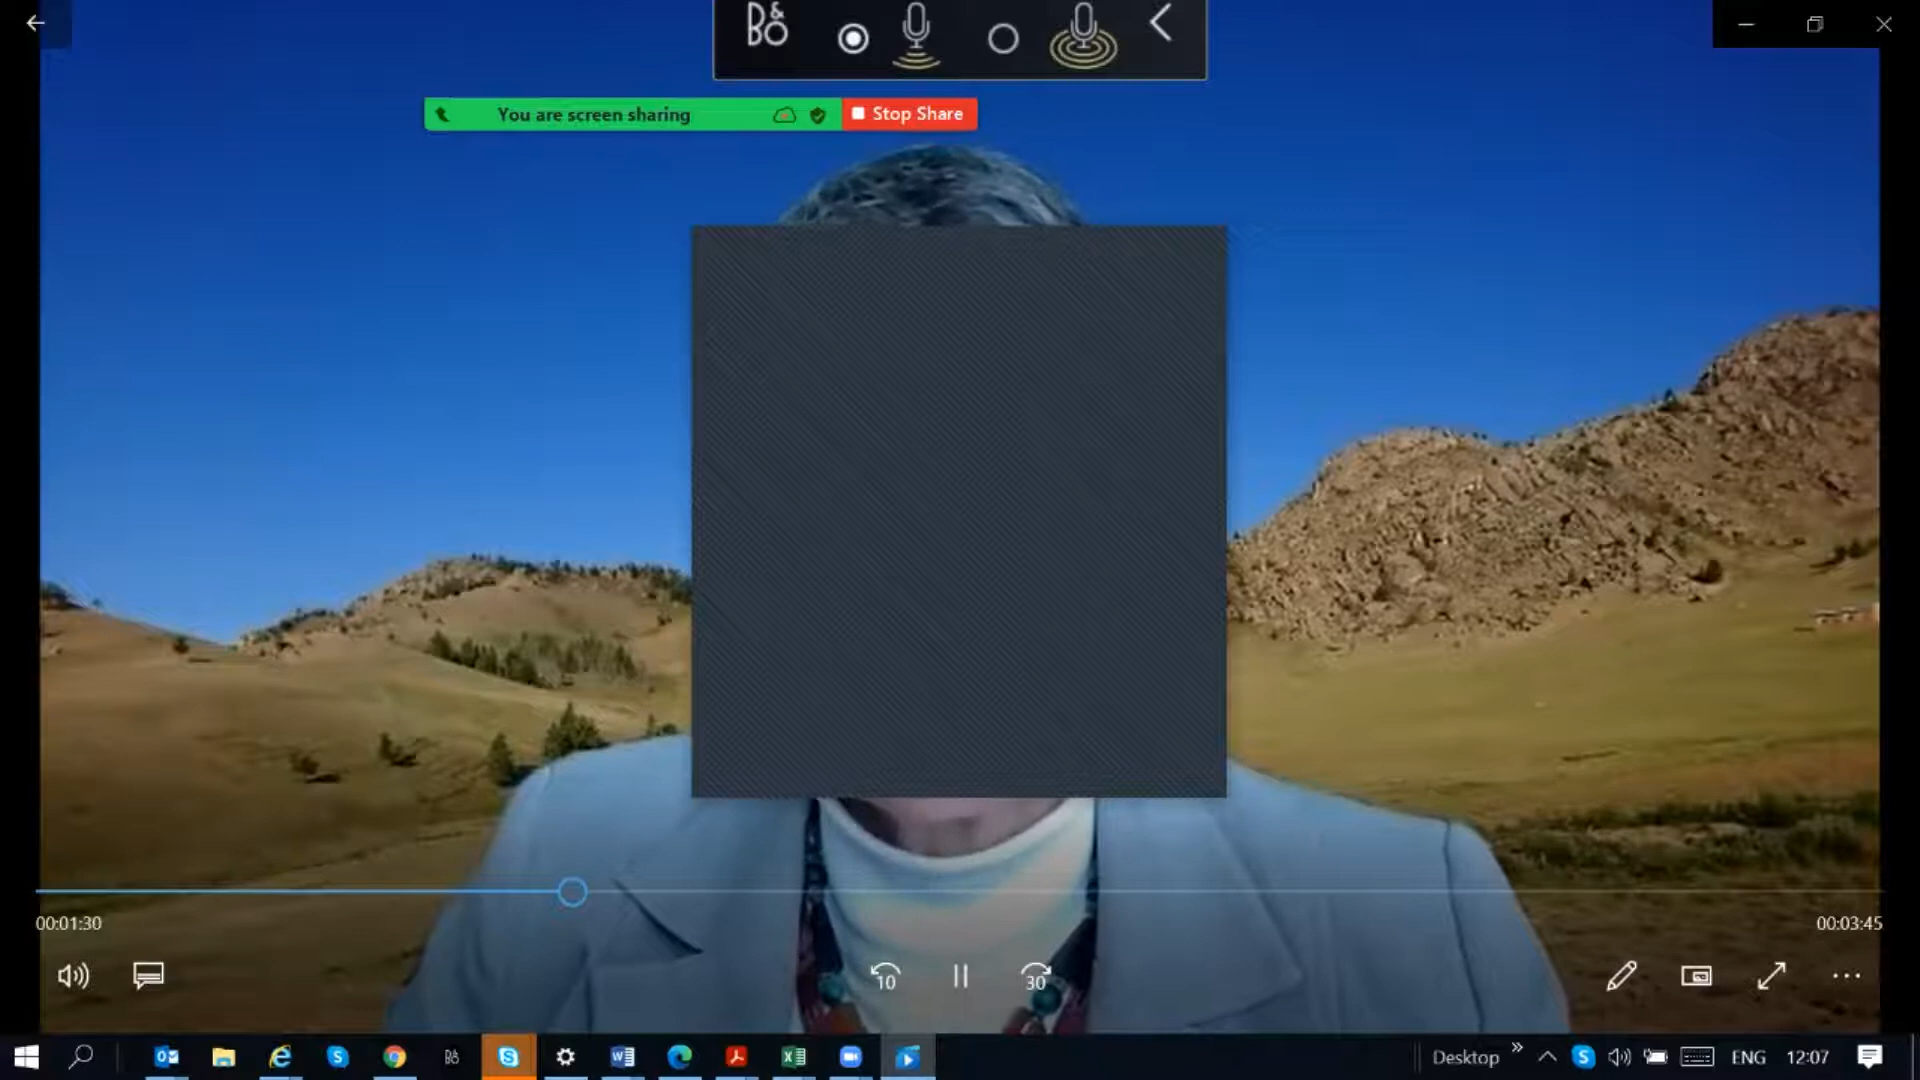 B&O
You are screen sharing
Stop Share
00:01:30
00:03:45
10
30
B&O
Desktop
ENG
12:07